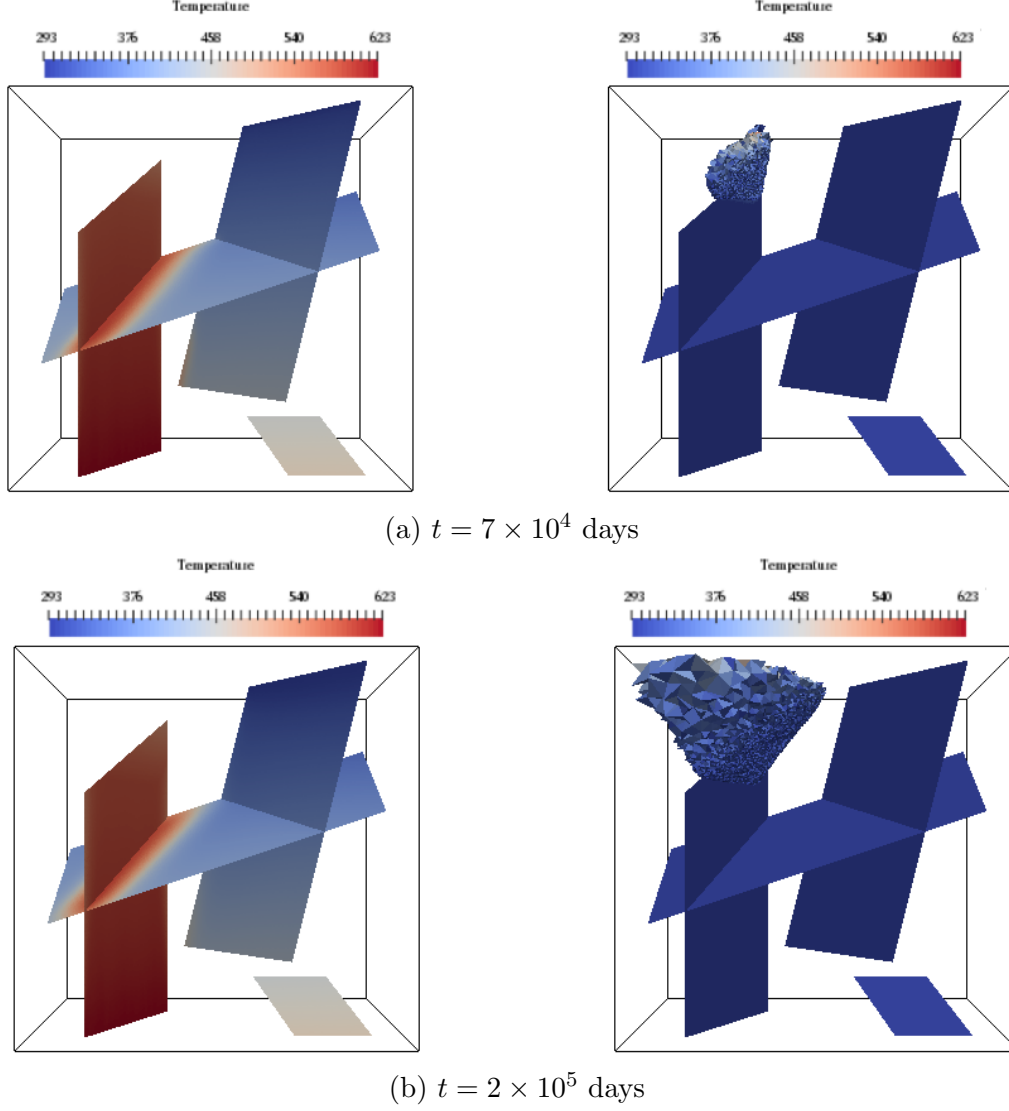 Temperature
293 376 458 540 623
Temperature
293 376 458 540 623
(a) t = 7 × 10⁴ days
Temperature
293 376 458 540 623
Temperature
293 376 458 540 623
(b) t = 2 × 10⁵ days